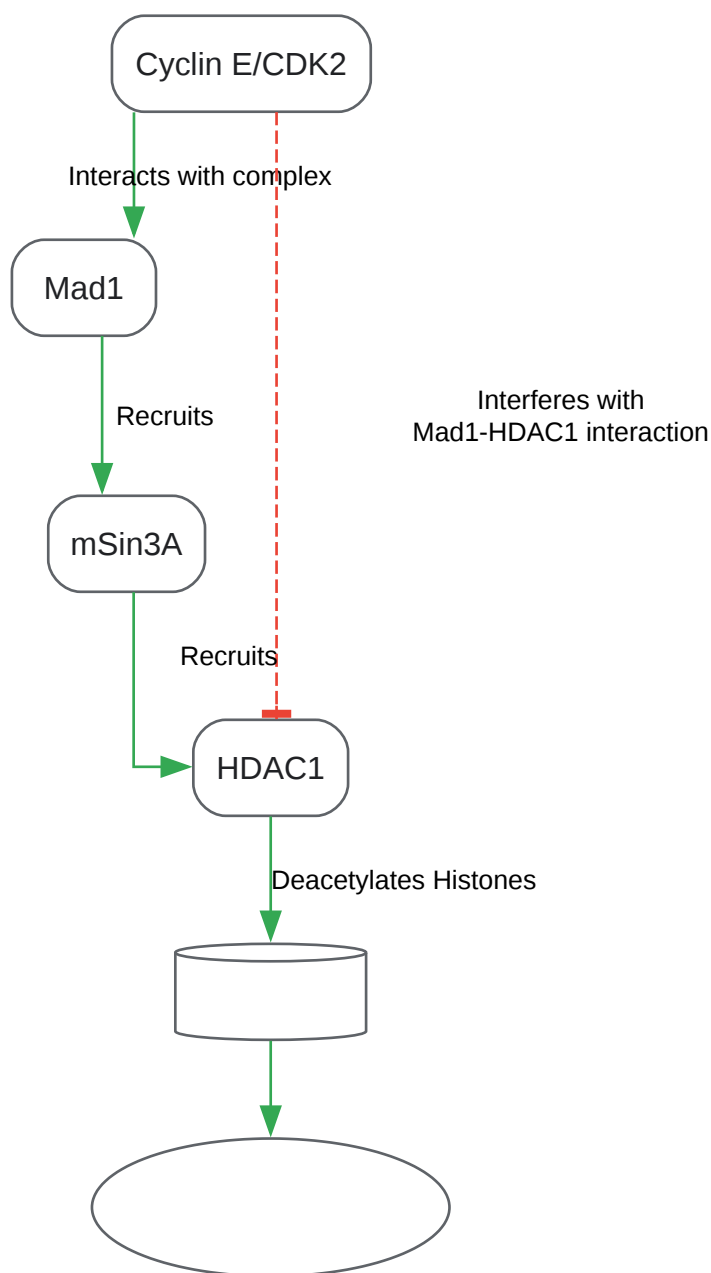 Cyclin E/CDK2
Interacts with complex
Mad1
Interferes with
Mad1-HDAC1 interaction
Recruits
mSin3A
Recruits
HDAC1
Deacetylates Histones